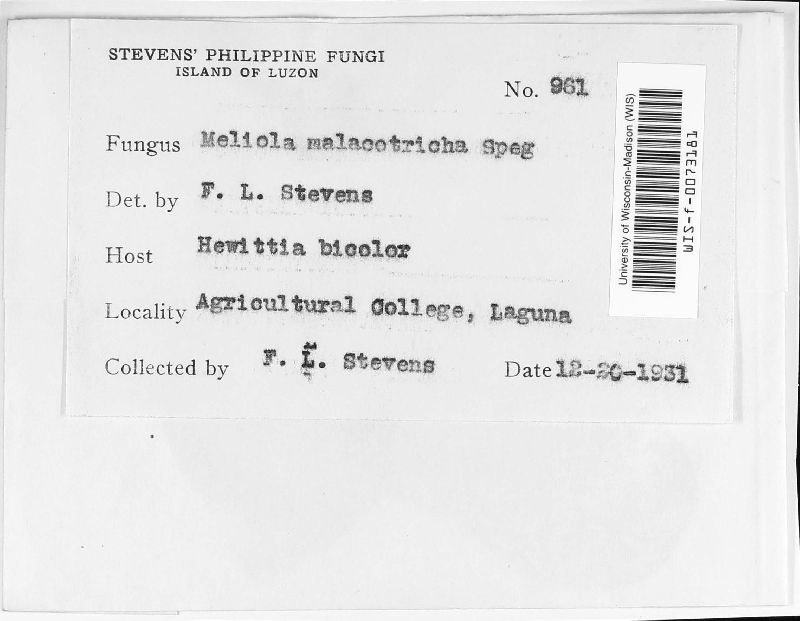 STEVENS' PHILIPPINE FUNGI
ISLAND OF LUZON
No. 961
Fungus Meliola malacotricha Speg
Det. by F. L. Stevens
Host Hewittia bicolor
Locality Agricultural College, Laguna
Collected by F. L. Stevens Date 12-20-1931
University of Wisconsin-Madison (WIS)
WIS-f-0073181